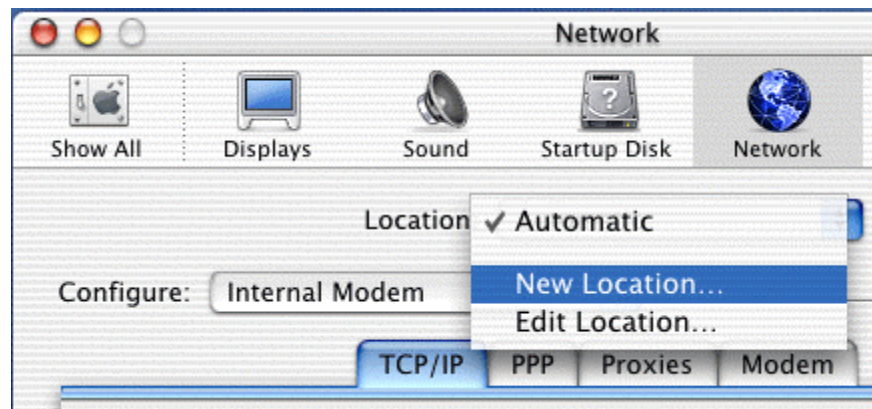 Network
Show All Displays Sound Startup Disk Network
Location ✓ Automatic
New Location...
Configure: Internal Modem
Edit Location...
TCP/IP PPP Proxies Modem